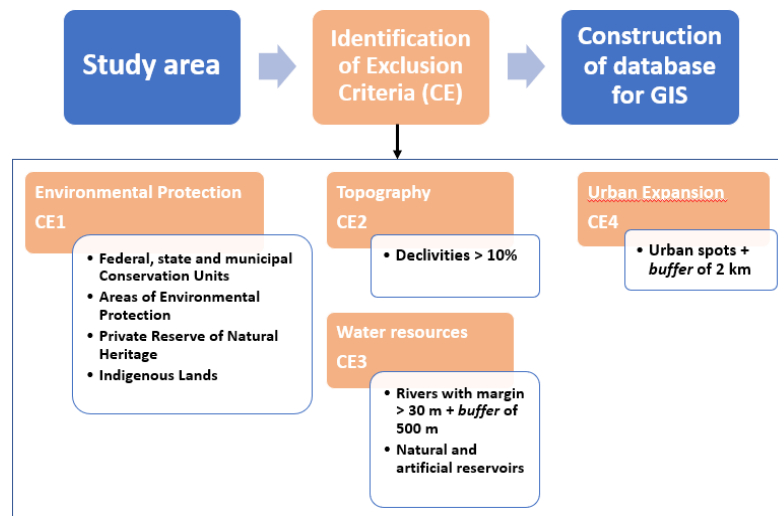 Study area
Identification
of Exclusion
Criteria (CE)
Construction
of database
for GIS
Environmental Protection
CE1
• Federal, state and municipal
Conservation Units
• Areas of Environmental
Protection
• Private Reserve of Natural
Heritage
• Indigenous Lands
Topography
CE2
• Declivities > 10%
Water resources
CE3
• Rivers with margin
> 30 m + buffer of
500 m
• Natural and
artificial reservoirs
Urban Expansion
CE4
• Urban spots +
buffer of 2 km